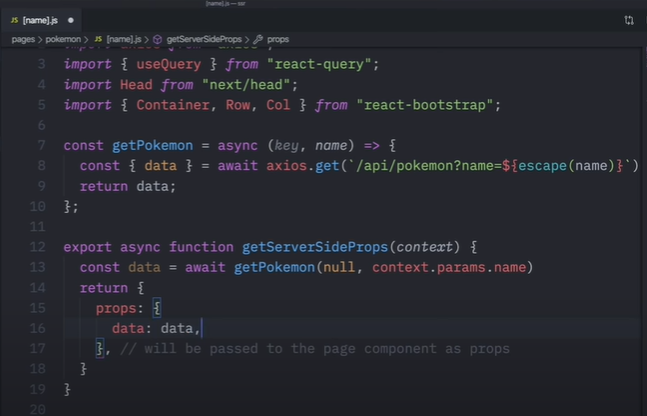 [name].js — ssr
JS [name].js
pages > pokemon > JS [name].js > getServerSideProps > props
3 import { useQuery } from "react-query";
4 import Head from "next/head";
5 import { Container, Row, Col } from "react-bootstrap";
6
7 const getPokemon = async (key, name) => {
8 const { data } = await axios.get(`/api/pokemon?name=${escape(name)}`)
9 return data;
10 };
11
12 export async function getServerSideProps(context) {
13 const data = await getPokemon(null, context.params.name)
14 return {
15 props: {
16 data: data,
17 }, // will be passed to the page component as props
18 }
19 }
20